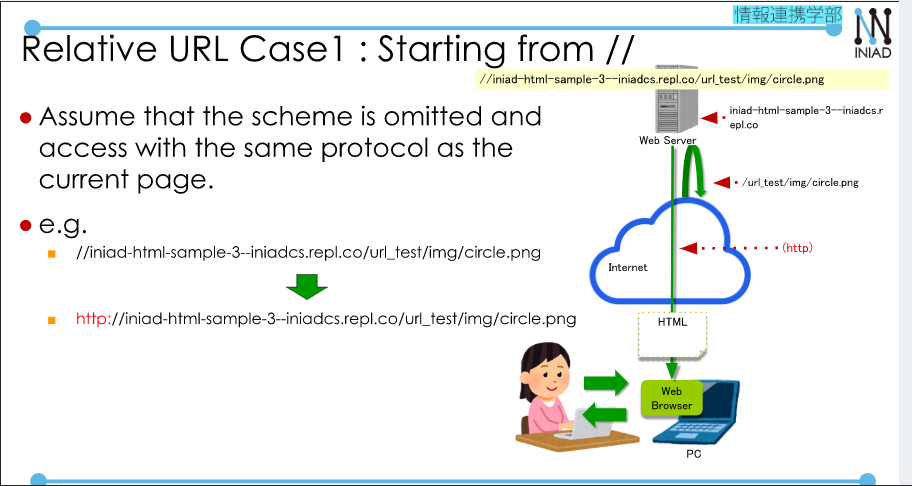 情報連携学部
INIAD
Relative URL Case1 : Starting from //
//iniad-html-sample-3--iniadcs.repl.co/url_test/img/circle.png
● Assume that the scheme is omitted and
access with the same protocol as the
current page.
● e.g.
■ //iniad-html-sample-3--iniadcs.repl.co/url_test/img/circle.png
■ http://iniad-html-sample-3--iniadcs.repl.co/url_test/img/circle.png
iniad-html-sample-3--iniadcs.r
epl.co
Web Server
/url_test/img/circle.png
(http)
Internet
HTML
Web
Browser
PC